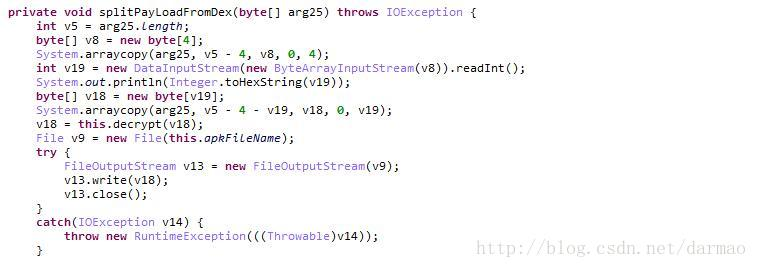 private void splitPayLoadFromDex(byte[] arg25) throws IOException {
    int v5 = arg25.length;
    byte[] v8 = new byte[4];
    System.arraycopy(arg25, v5 - 4, v8, 0, 4);
    int v19 = new DataInputStream(new ByteArrayInputStream(v8)).readInt();
    System.out.println(Integer.toHexString(v19));
    byte[] v18 = new byte[v19];
    System.arraycopy(arg25, v5 - 4 - v19, v18, 0, v19);
    v18 = this.decrypt(v18);
    File v9 = new File(this.apkFileName);
    try {
        FileOutputStream v13 = new FileOutputStream(v9);
        v13.write(v18);
        v13.close();
    }
    catch(IOException v14) {
        throw new RuntimeException(((Throwable)v14));
    }
http://blog.csdn.net/darmao